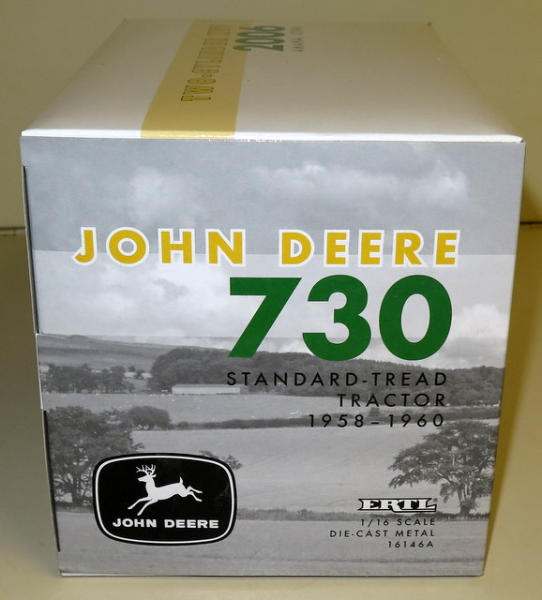 TWO-CYLINDER EXPO
2006
JOHN DEERE
730
STANDARD-TREAD
TRACTOR
1958-1960
JOHN DEERE
ERTL
1/16 SCALE
DIE-CAST METAL
16146A